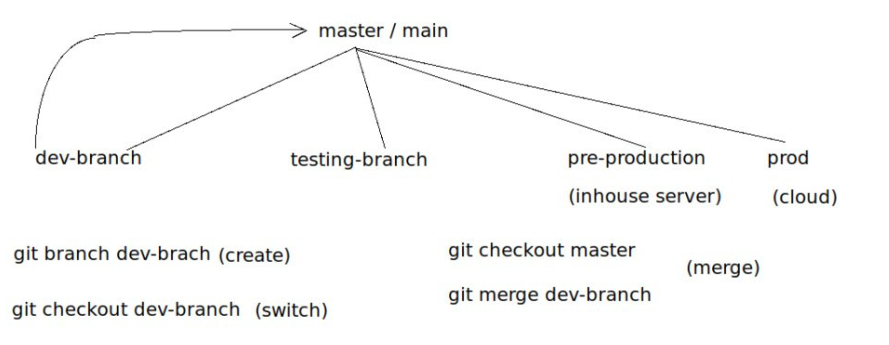 master / main
dev-branch
testing-branch
pre-production
prod
(inhouse server)
(cloud)
git branch dev-brach (create)
git checkout dev-branch (switch)
git checkout master
(merge)
git merge dev-branch